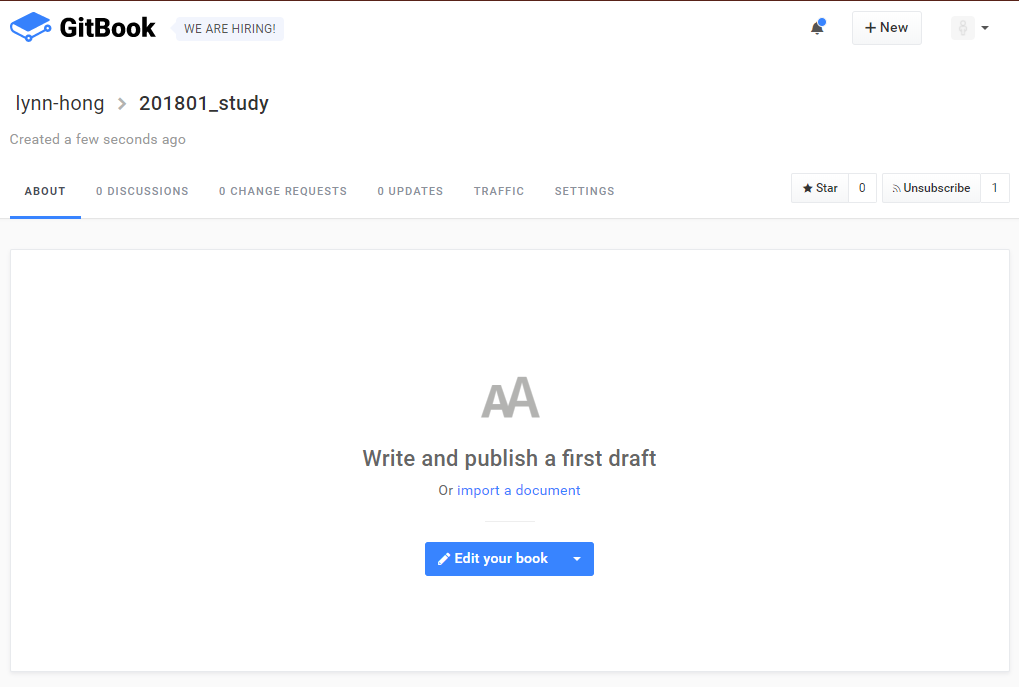 GitBook WE ARE HIRING! New
lynn-hong 201801_study
Created a few seconds ago
ABOUT 0 DISCUSSIONS 0 CHANGE REQUESTS 0 UPDATES TRAFFIC SETTINGS Star 0 Unsubscribe 1
AA
Write and publish a first draft
Or import a document
Edit your book